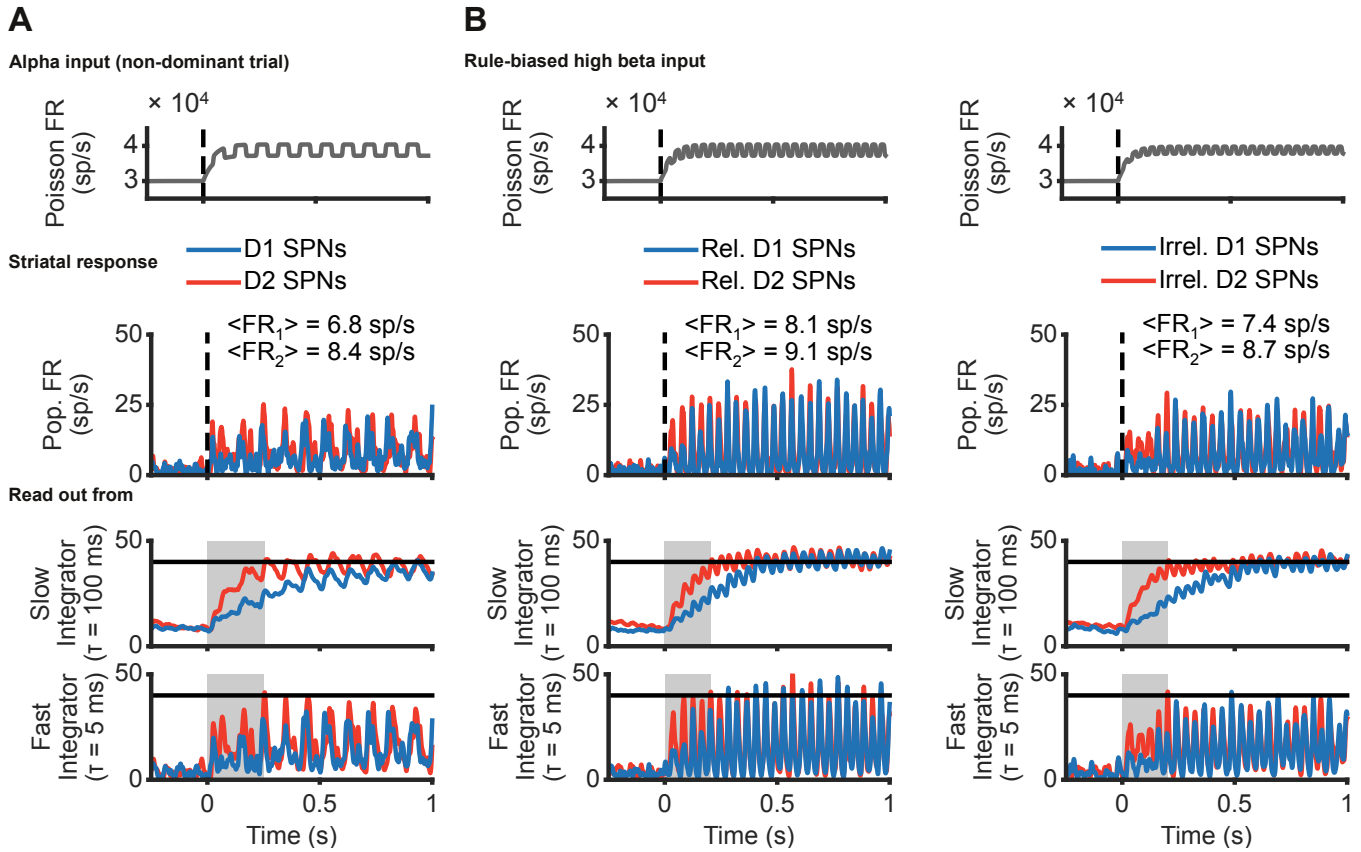 A
B
Alpha input (non-dominant trial)
Rule-biased high beta input
× 10⁴
4
3
Poisson FR
(sp/s)
× 10⁴
4
3
Poisson FR
(sp/s)
× 10⁴
4
3
Poisson FR
(sp/s)
Striatal response
D1 SPNs
D2 SPNs
Rel. D1 SPNs
Rel. D2 SPNs
Irrel. D1 SPNs
Irrel. D2 SPNs
<FR₁> = 6.8 sp/s
<FR₂> = 8.4 sp/s
50
25
0
Pop. FR
(sp/s)
<FR₁> = 8.1 sp/s
<FR₂> = 9.1 sp/s
50
25
0
Pop. FR
(sp/s)
<FR₁> = 7.4 sp/s
<FR₂> = 8.7 sp/s
50
25
0
Pop. FR
(sp/s)
Read out from
50
0
Slow
Integrator
(τ = 100 ms)
50
0
Slow
Integrator
(τ = 100 ms)
50
0
Slow
Integrator
(τ = 100 ms)
50
0
Fast
Integrator
(τ = 5 ms)
0 0.5 1
Time (s)
50
0
Fast
Integrator
(τ = 5 ms)
0 0.5 1
Time (s)
50
0
Fast
Integrator
(τ = 5 ms)
0 0.5 1
Time (s)